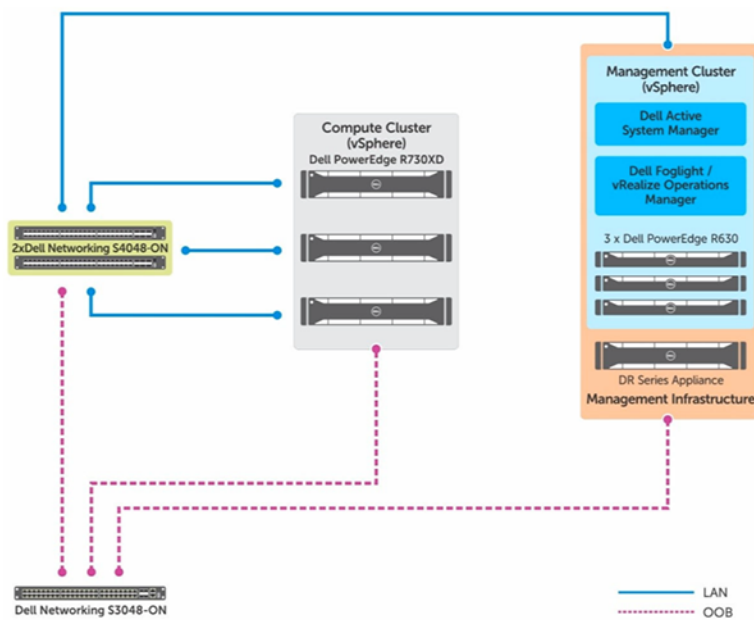 Management Cluster
(vSphere)
Dell Active
System Manager
Dell Foglight /
vRealize Operations
Manager
3 x Dell PowerEdge R630
DR Series Appliance
Management Infrastructure
Compute Cluster
(vSphere)
Dell PowerEdge R730XD
2xDell Networking S4048-ON
Dell Networking S3048-ON
LAN
OOB